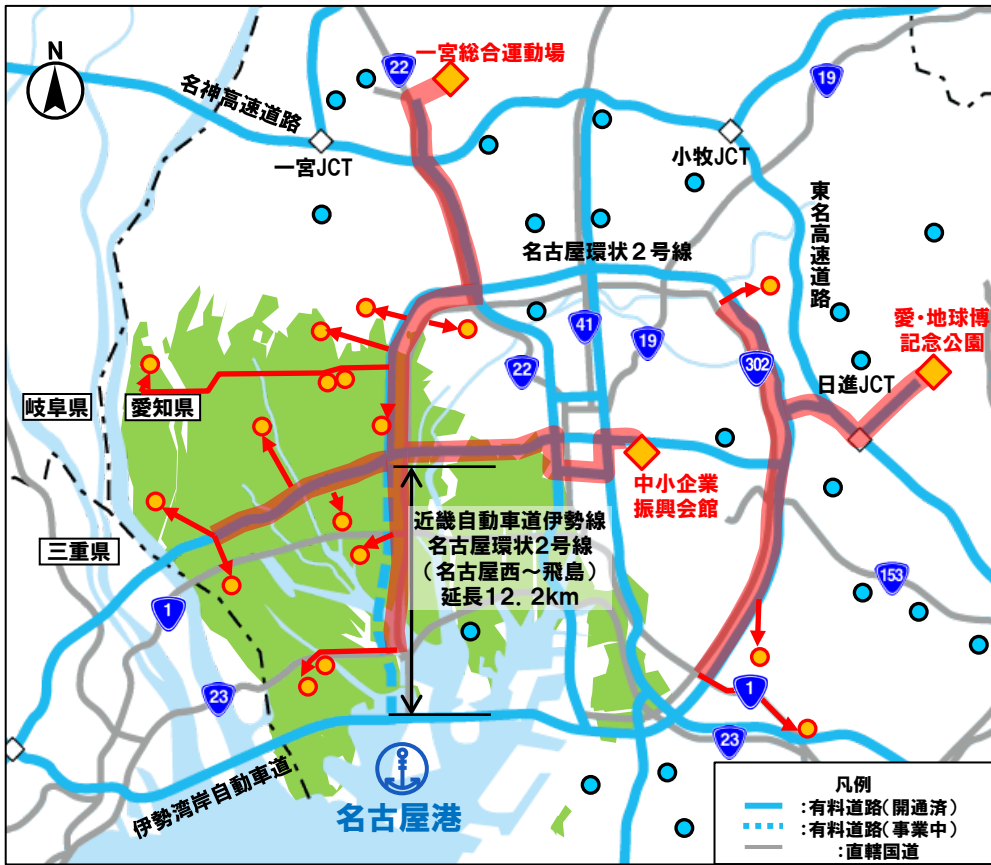 N
22
一宮総合運動場
19
名神高速道路
一宮JCT
小牧JCT
東名高速道路
名古屋環状2号線
愛・地球博
記念公園
41
19
22
302
日進JCT
岐阜県
愛知県
中小企業
振興会館
近畿自動車道伊勢線
名古屋環状2号線
（名古屋西～飛島）
延長12．2km
三重県
1
153
23
1
23
伊勢湾岸自動車道
名古屋港
凡例
:有料道路(開通済)
:有料道路(事業中)
:直轄国道